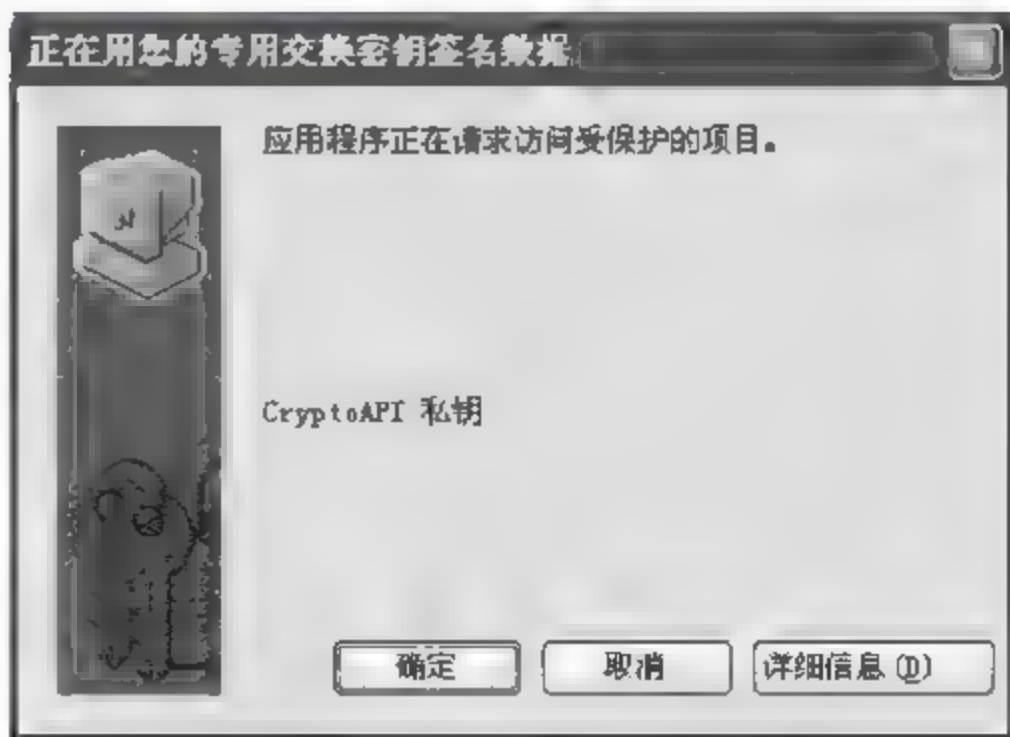 正在用您的专用交换密钥签名数据
应用程序正在请求访问受保护的项目。
CryptoAPI 私钥
确定
取消
详细信息(D)